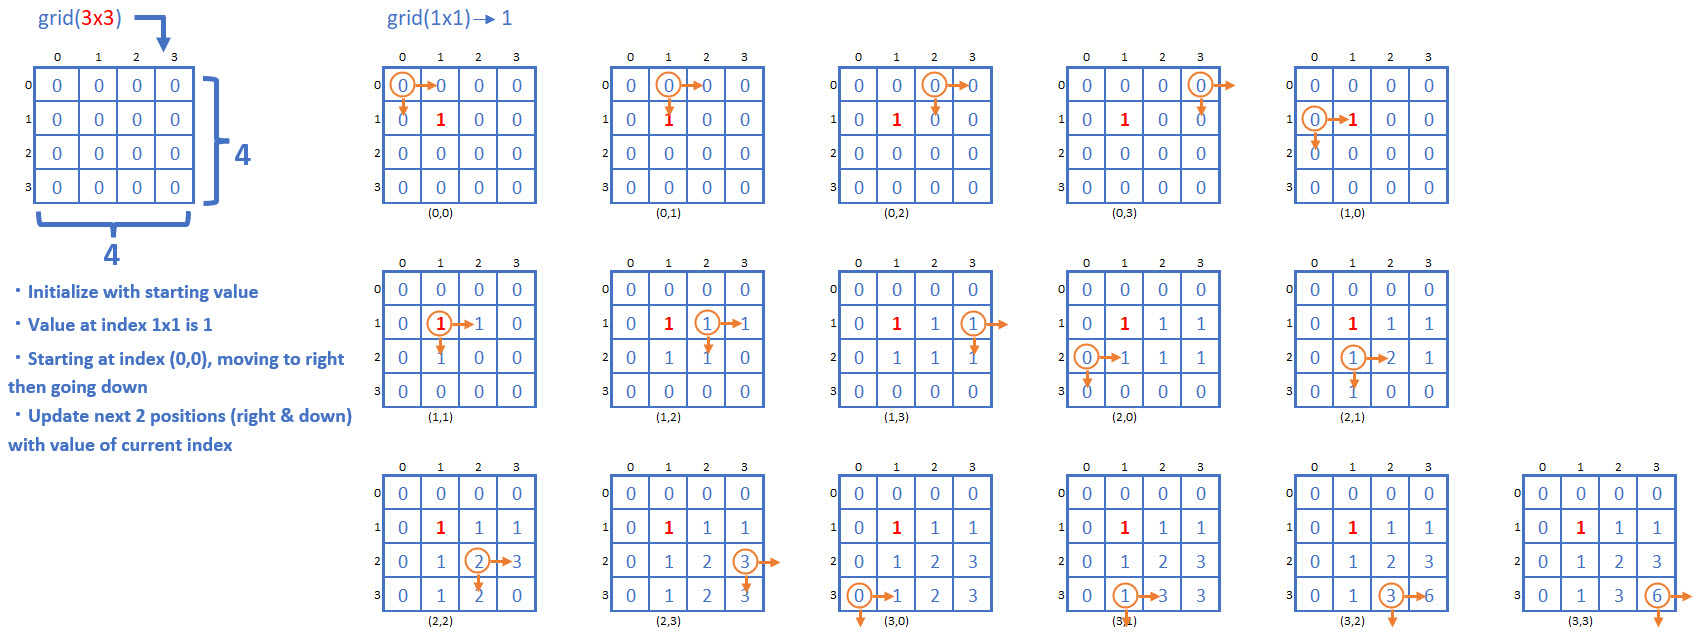 grid(3x3)
grid(1x1) → 1
0 1 2 3
0 0 0 0 0
1 0 0 0 0
2 0 0 0 0
3 0 0 0 0
4
4
・Initialize with starting value
・Value at index 1x1 is 1
・Starting at index (0,0), moving to right
then going down
・Update next 2 positions (right & down)
with value of current index
0 1 2 3
0 0 0 0 0
1 0 1 0 0
2 0 0 0 0
3 0 0 0 0
(0,0)
0 1 2 3
0 0 0 0 0
1 0 1 0 0
2 0 0 0 0
3 0 0 0 0
(0,1)
0 1 2 3
0 0 0 0 0
1 0 1 0 0
2 0 0 0 0
3 0 0 0 0
(0,2)
0 1 2 3
0 0 0 0 0
1 0 1 0 0
2 0 0 0 0
3 0 0 0 0
(0,3)
0 1 2 3
0 0 0 0 0
1 0 1 0 0
2 0 0 0 0
3 0 0 0 0
(1,0)
0 1 2 3
0 0 0 0 0
1 0 1 1 0
2 0 1 0 0
3 0 0 0 0
(1,1)
0 1 2 3
0 0 0 0 0
1 0 1 1 1
2 0 1 1 0
3 0 0 0 0
(1,2)
0 1 2 3
0 0 0 0 0
1 0 1 1 1
2 0 1 1 1
3 0 0 0 0
(1,3)
0 1 2 3
0 0 0 0 0
1 0 1 1 1
2 0 1 1 1
3 0 0 0 0
(2,0)
0 1 2 3
0 0 0 0 0
1 0 1 1 1
2 0 1 2 1
3 0 1 0 0
(2,1)
0 1 2 3
0 0 0 0 0
1 0 1 1 1
2 0 1 2 3
3 0 1 2 0
(2,2)
0 1 2 3
0 0 0 0 0
1 0 1 1 1
2 0 1 2 3
3 0 1 2 3
(2,3)
0 1 2 3
0 0 0 0 0
1 0 1 1 1
2 0 1 2 3
3 0 1 2 3
(3,0)
0 1 2 3
0 0 0 0 0
1 0 1 1 1
2 0 1 2 3
3 0 1 3 3
(3,1)
0 1 2 3
0 0 0 0 0
1 0 1 1 1
2 0 1 2 3
3 0 1 3 6
(3,2)
0 1 2 3
0 0 0 0 0
1 0 1 1 1
2 0 1 2 3
3 0 1 3 6
(3,3)